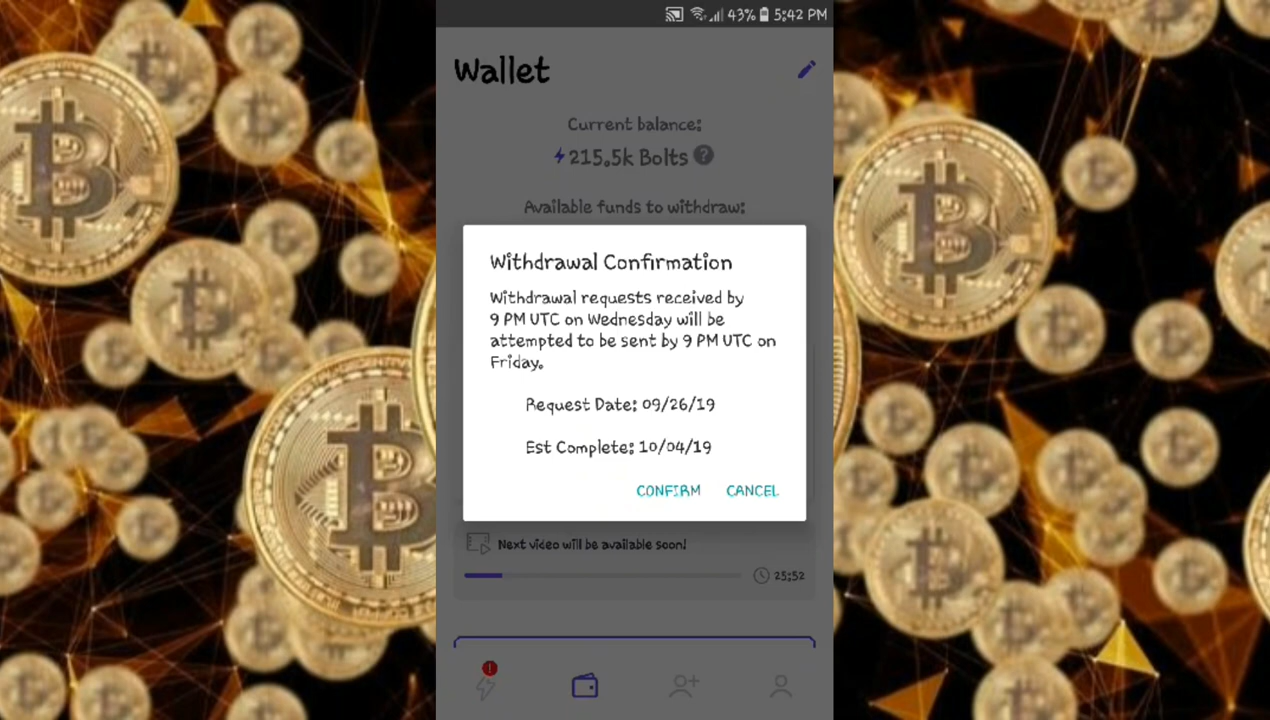 43% 5:42 PM
Wallet
Current balance:
215.5k Bolts ?
Available funds to withdraw:
Withdrawal Confirmation
Withdrawal requests received by
9 PM UTC on Wednesday will be
attempted to be sent by 9 PM UTC on
Friday.
Request Date: 09/26/19
Est Complete: 10/04/19
CONFIRM CANCEL
Next video will be available soon!
25:52
!